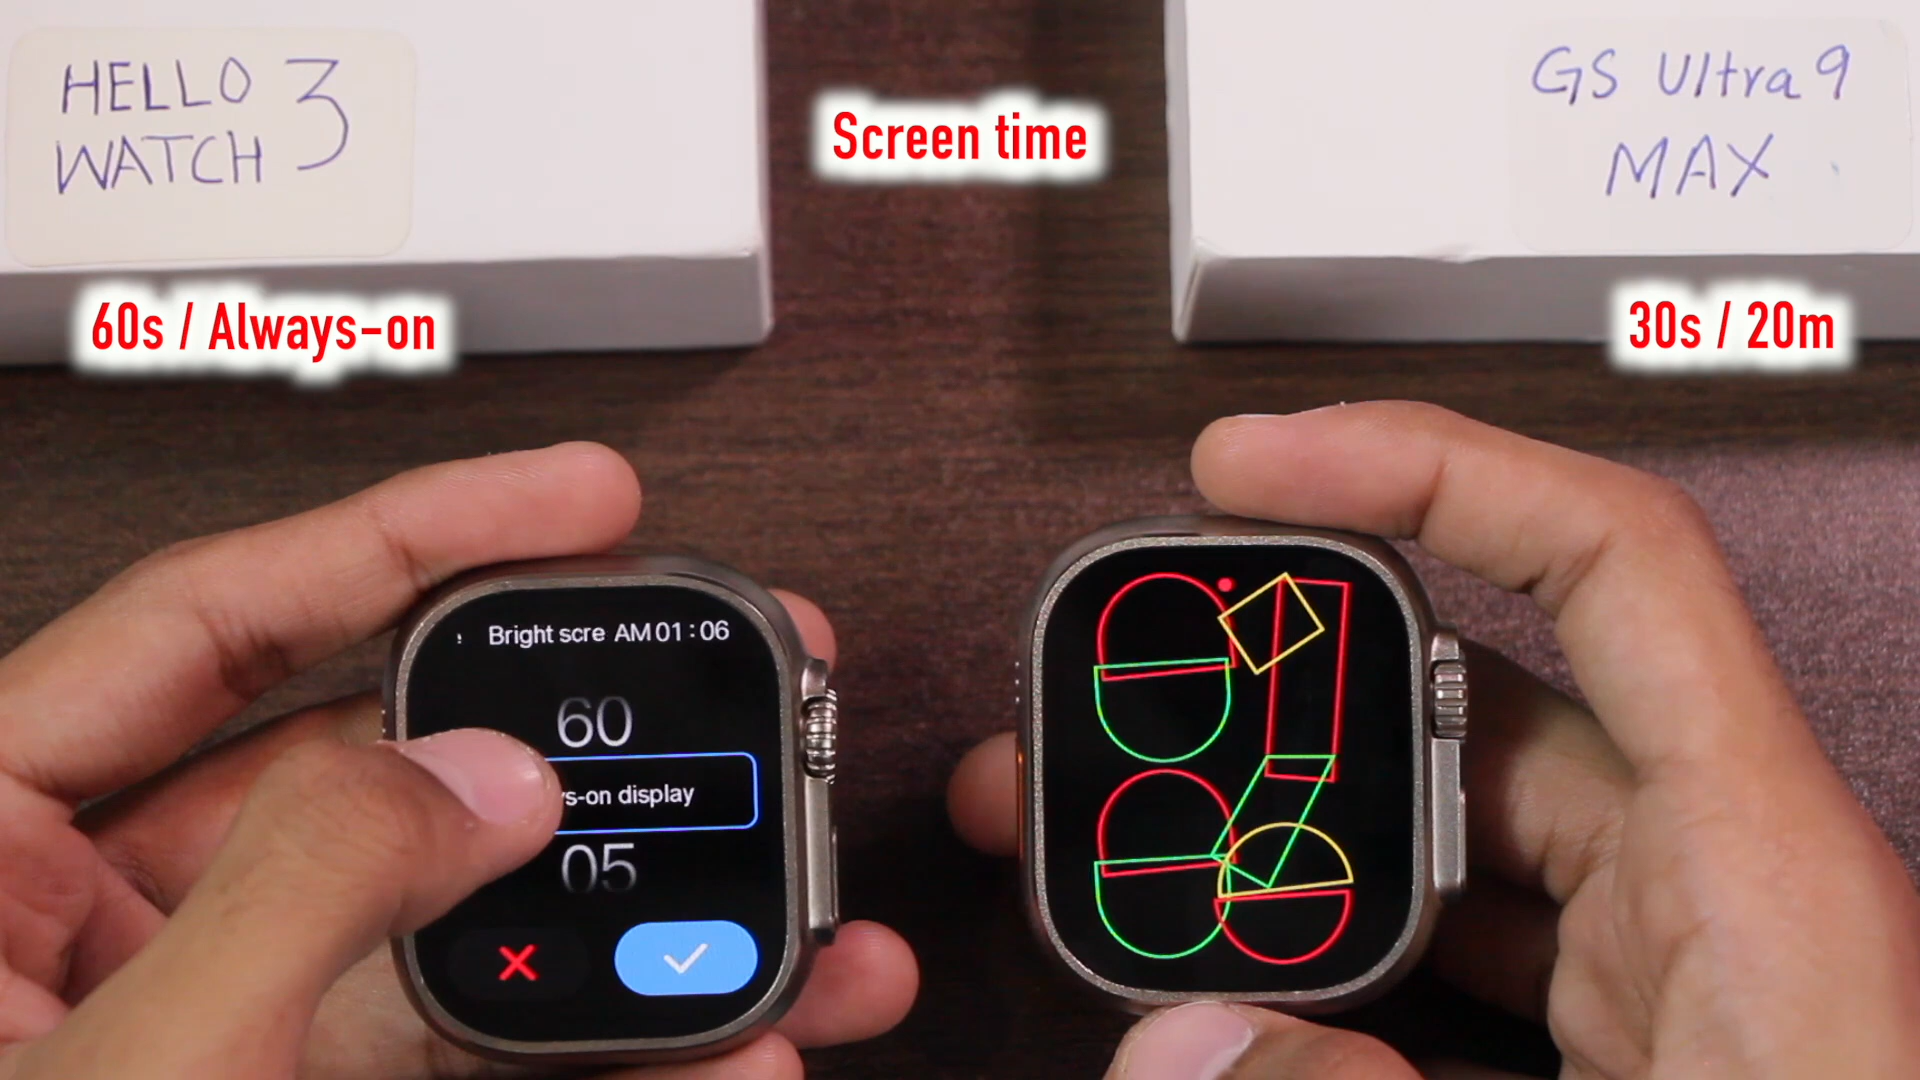 HELLO 3
WATCH
GS Ultra 9
MAX
Screen time
60s / Always-on
30s / 20m
Bright scre AM 01:06
60
ys-on display
05